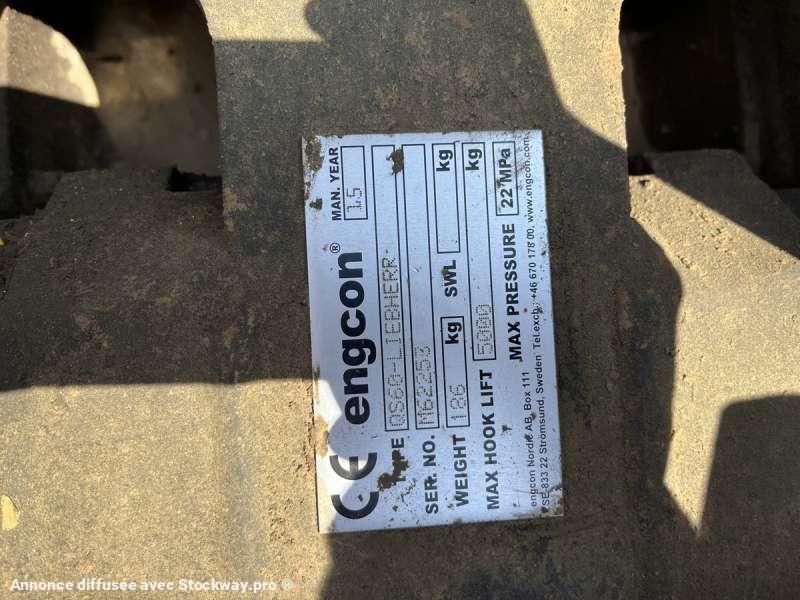 CE engcon® MAN. YEAR 15
TYPE QS60-LIEBHERR
SER. NO. M62253
WEIGHT 186 kg SWL kg
MAX HOOK LIFT 5000 kg
MAX PRESSURE 22 MPa
engcon Nordic AB, Box 111
SE-833 22 Strömsund, Sweden Tel.exch.: +46 670 178 00, www.engcon.com
Annonce diffusée avec Stockway.pro ®